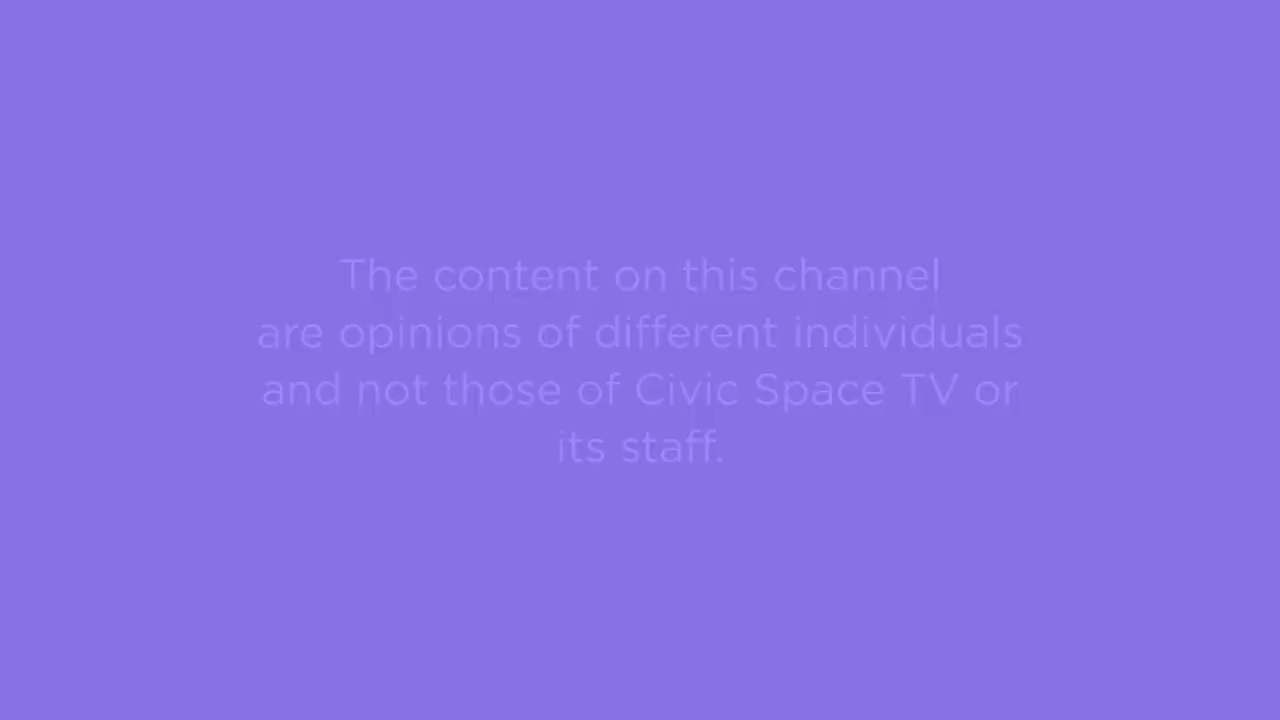 The content on this channel
are opinions of different individuals
and not those of Civic Space TV or
its staff.